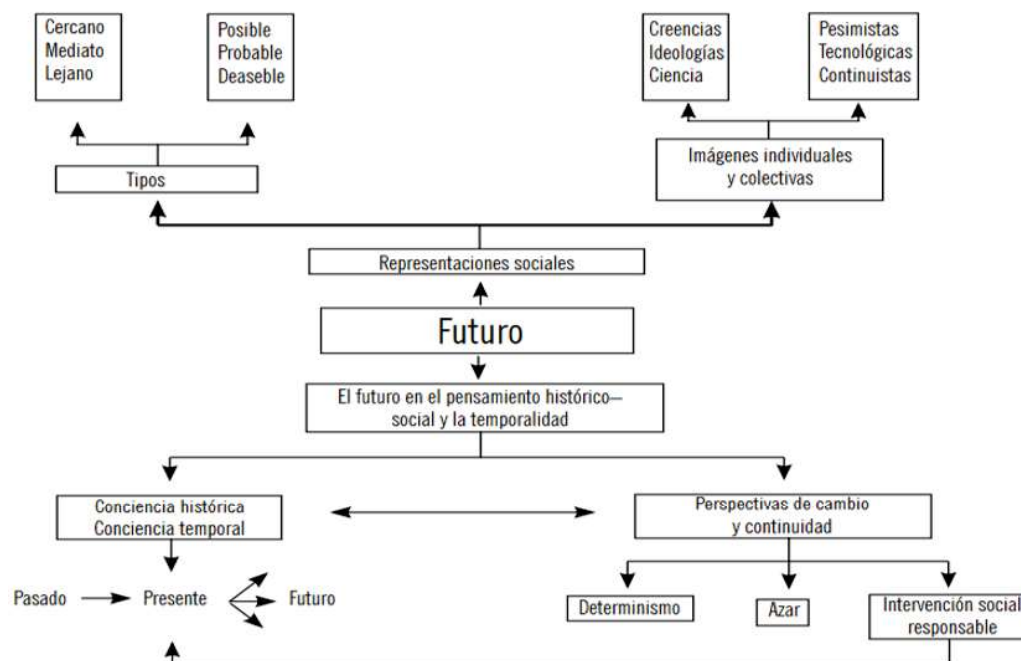 Cercano
Mediato
Lejano
Posible
Probable
Deaseble
Creencias
Ideologías
Ciencia
Pesimistas
Tecnológicas
Continuistas
Tipos
Imágenes individuales
y colectivas
Representaciones sociales
Futuro
El futuro en el pensamiento histórico–
social y la temporalidad
Conciencia histórica
Conciencia temporal
Perspectivas de cambio
y continuidad
Pasado
Presente
Futuro
Determinismo
Azar
Intervención social
responsable